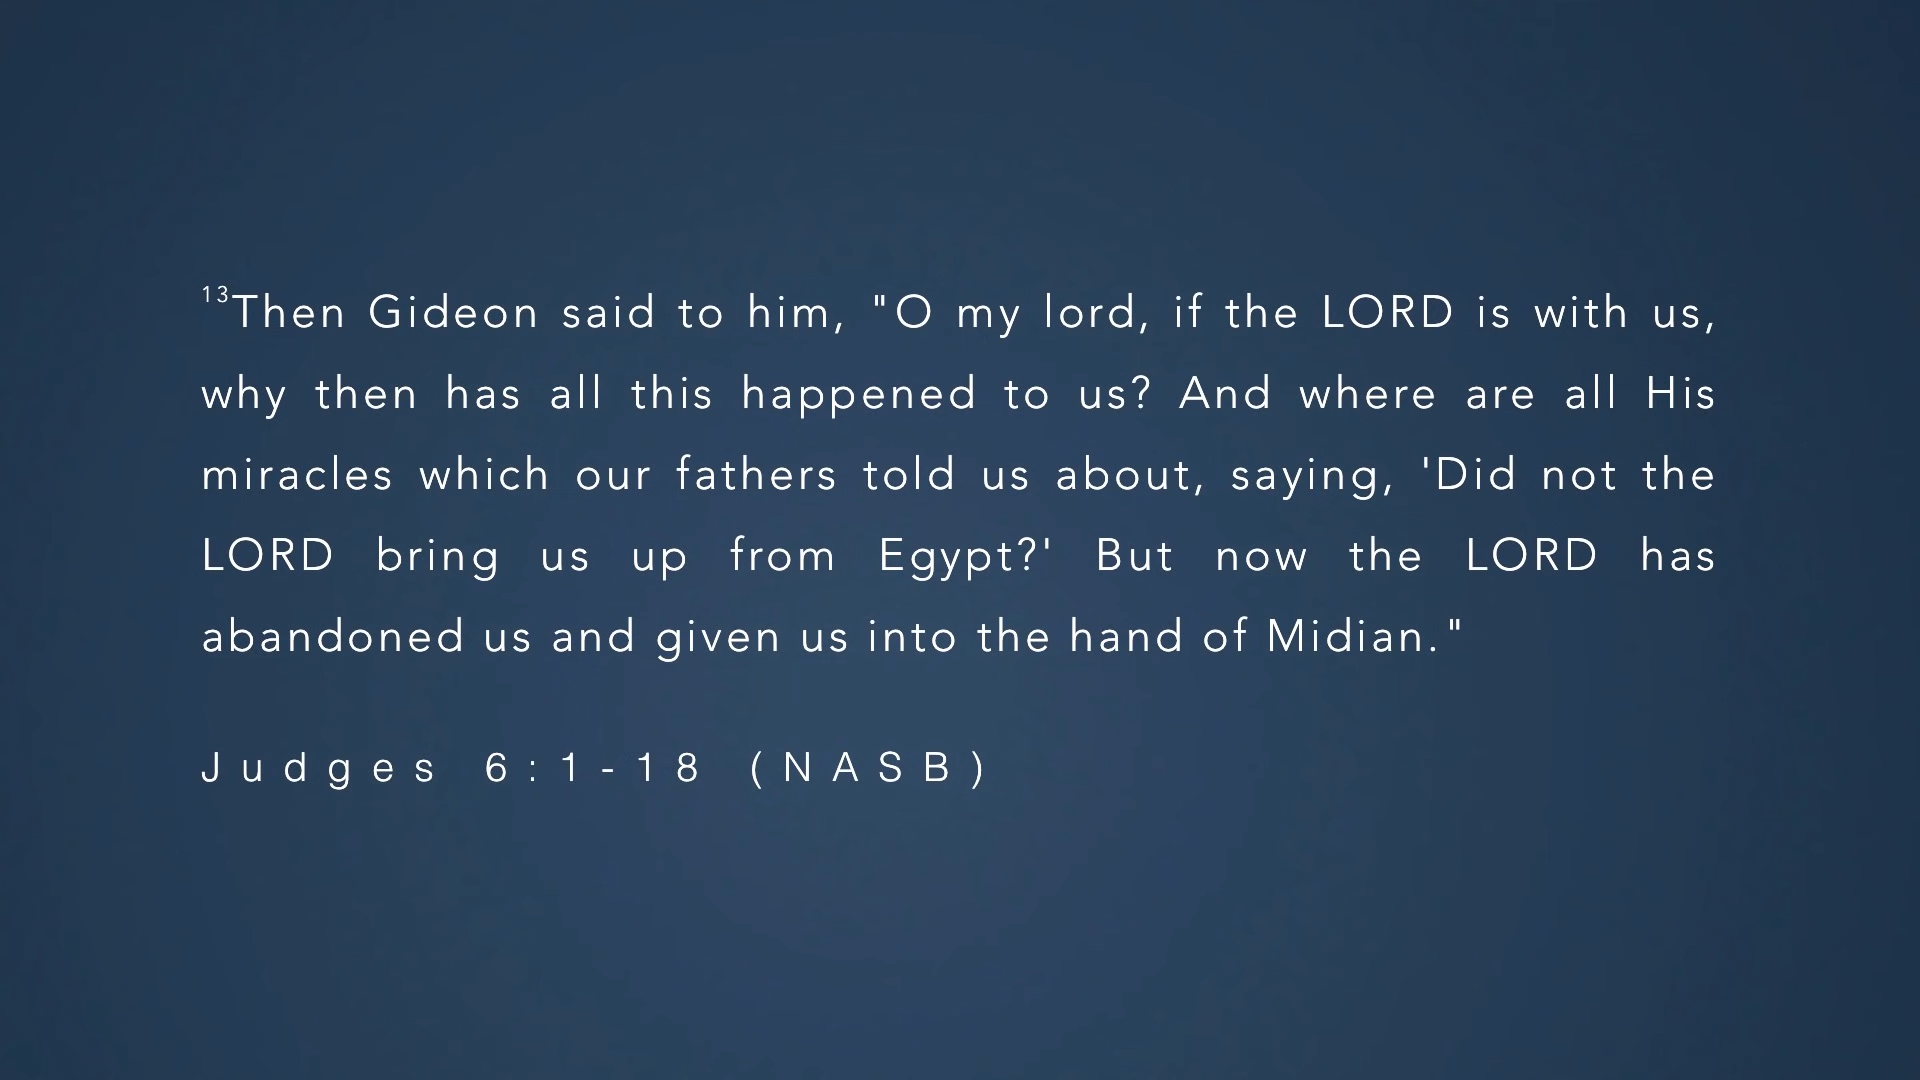 13Then Gideon said to him, "O my lord, if the LORD is with us,
why then has all this happened to us? And where are all His
miracles which our fathers told us about, saying, 'Did not the
LORD bring us up from Egypt?' But now the LORD has
abandoned us and given us into the hand of Midian."
Judges 6:1-18 (NASB)